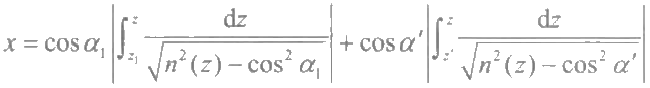 x = cos α₁ |∫_{z₁}^{z} dz / √(n²(z) − cos² α₁)| + cos α′ |∫_{z′}^{z} dz / √(n²(z) − cos² α′)|